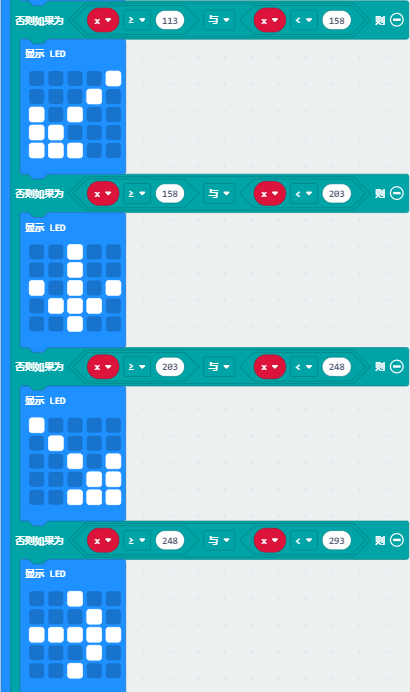 否则如果为 x ≥ 113 与 x < 158 则
显示 LED
否则如果为 x ≥ 158 与 x < 203 则
显示 LED
否则如果为 x ≥ 203 与 x < 248 则
显示 LED
否则如果为 x ≥ 248 与 x < 293 则
显示 LED